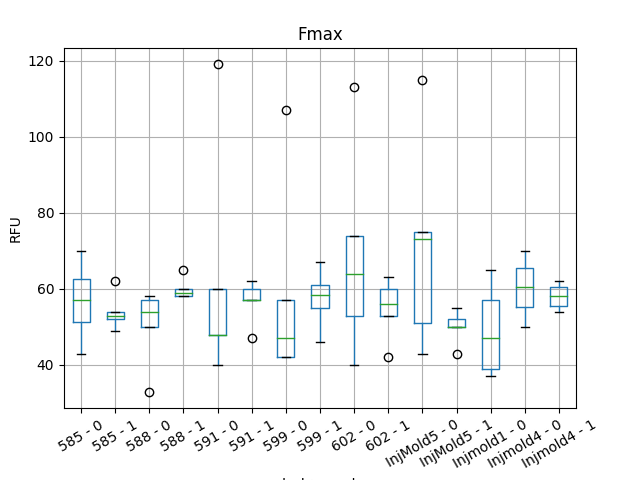 Fmax
120
100
80
60
40
RFU
585 - 0
585 - 1
588 - 0
588 - 1
591 - 0
591 - 1
599 - 0
599 - 1
602 - 0
602 - 1
InjMold5 - 0
InjMold5 - 1
Injmold1 - 0
Injmold4 - 0
Injmold4 - 1